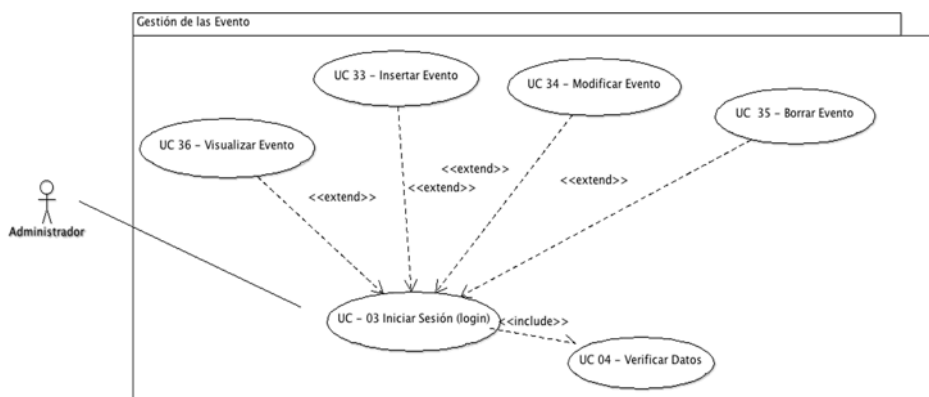 Gestión de las Evento
UC 33 - Insertar Evento
UC 34 - Modificar Evento
UC 35 - Borrar Evento
UC 36 - Visualizar Evento
<<extend>>
<<extend>>
<<extend>>
<<extend>>
Administrador
UC - 03 Iniciar Sesión (login)
<<include>>
UC 04 - Verificar Datos